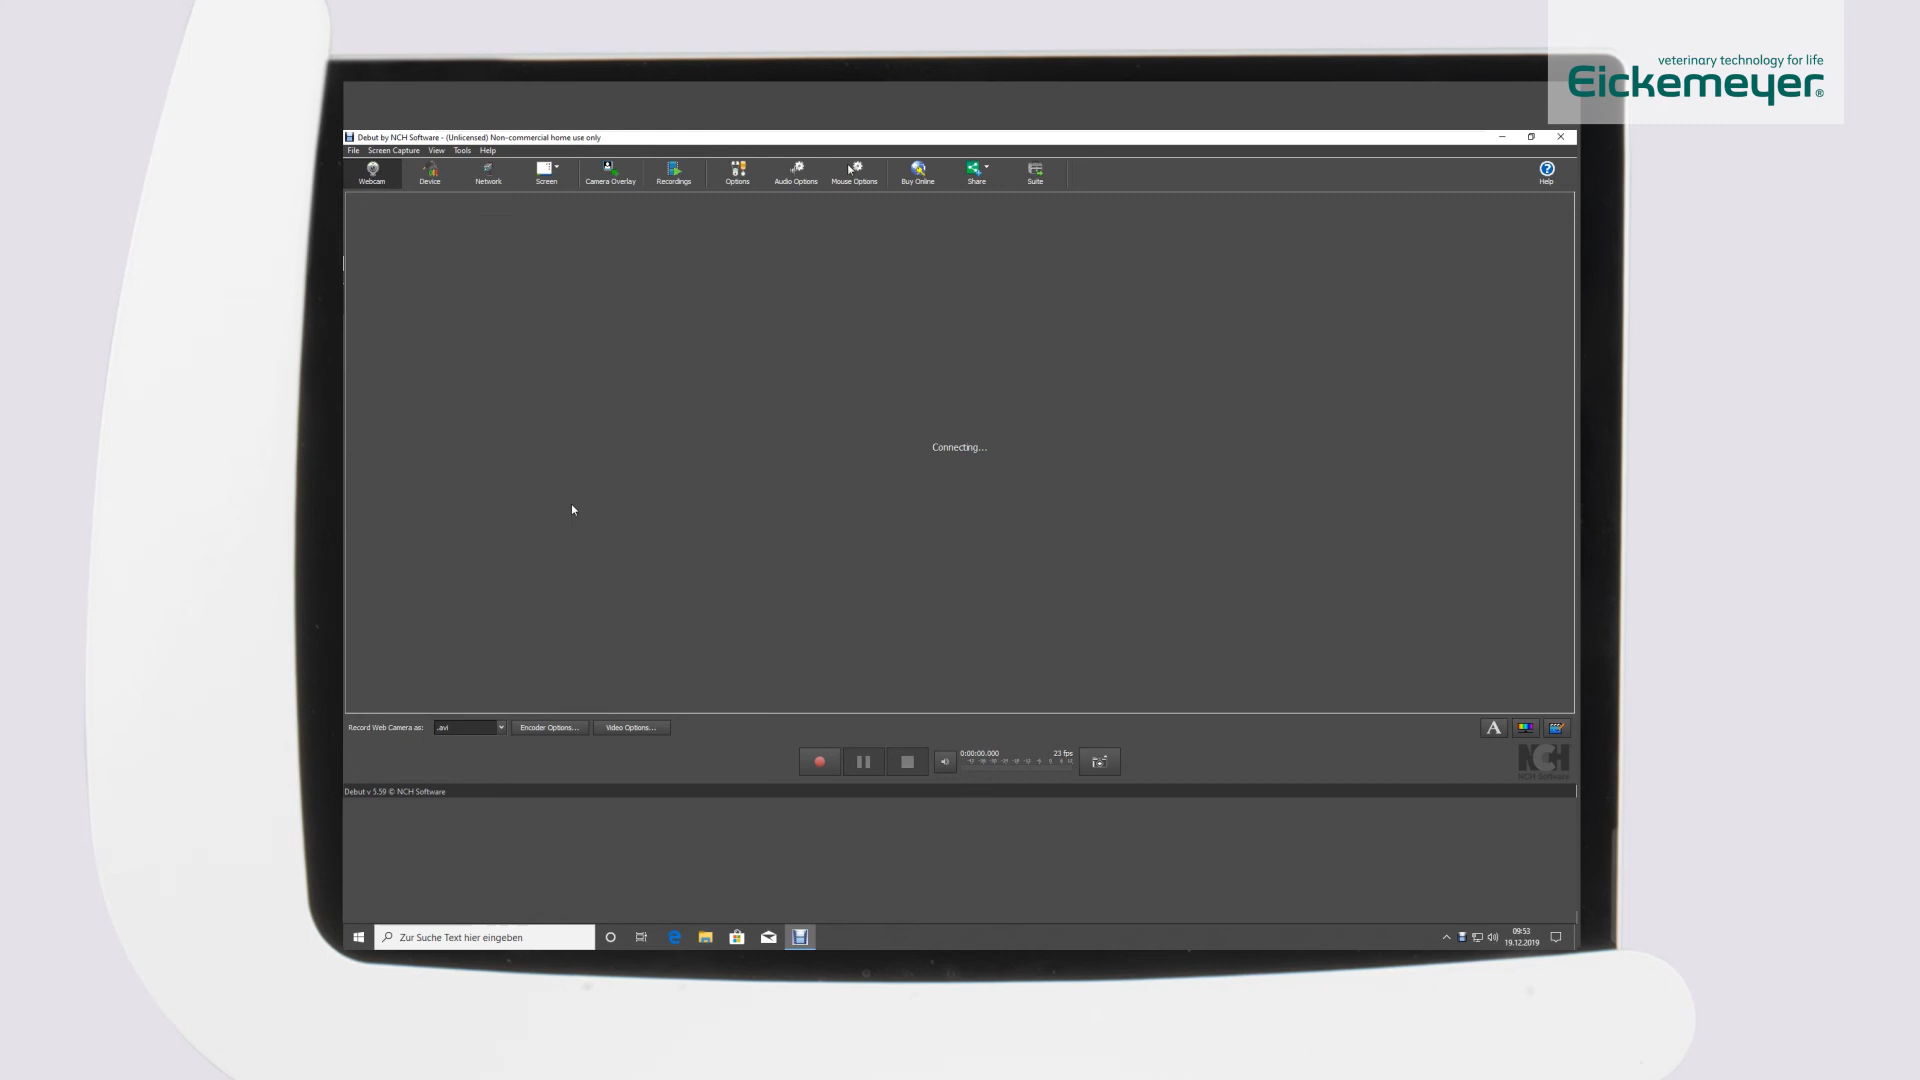 veterinary technology for life
Eickemeyer®
Debut by NCH Software - (Unlicensed) Non-commercial home use only
File Screen Capture View Tools Help
Webcam Device Network Screen Camera Overlay Recordings Options Audio Options Mouse Options Buy Online Share Suite Help
Connecting...
Record Web Camera as: .avi Encoder Options... Video Options... A
0:00:00.000 23 fps
NCH
NCH Software
Debut v 5.59 © NCH Software
Zur Suche Text hier eingeben
09:53
19.12.2019